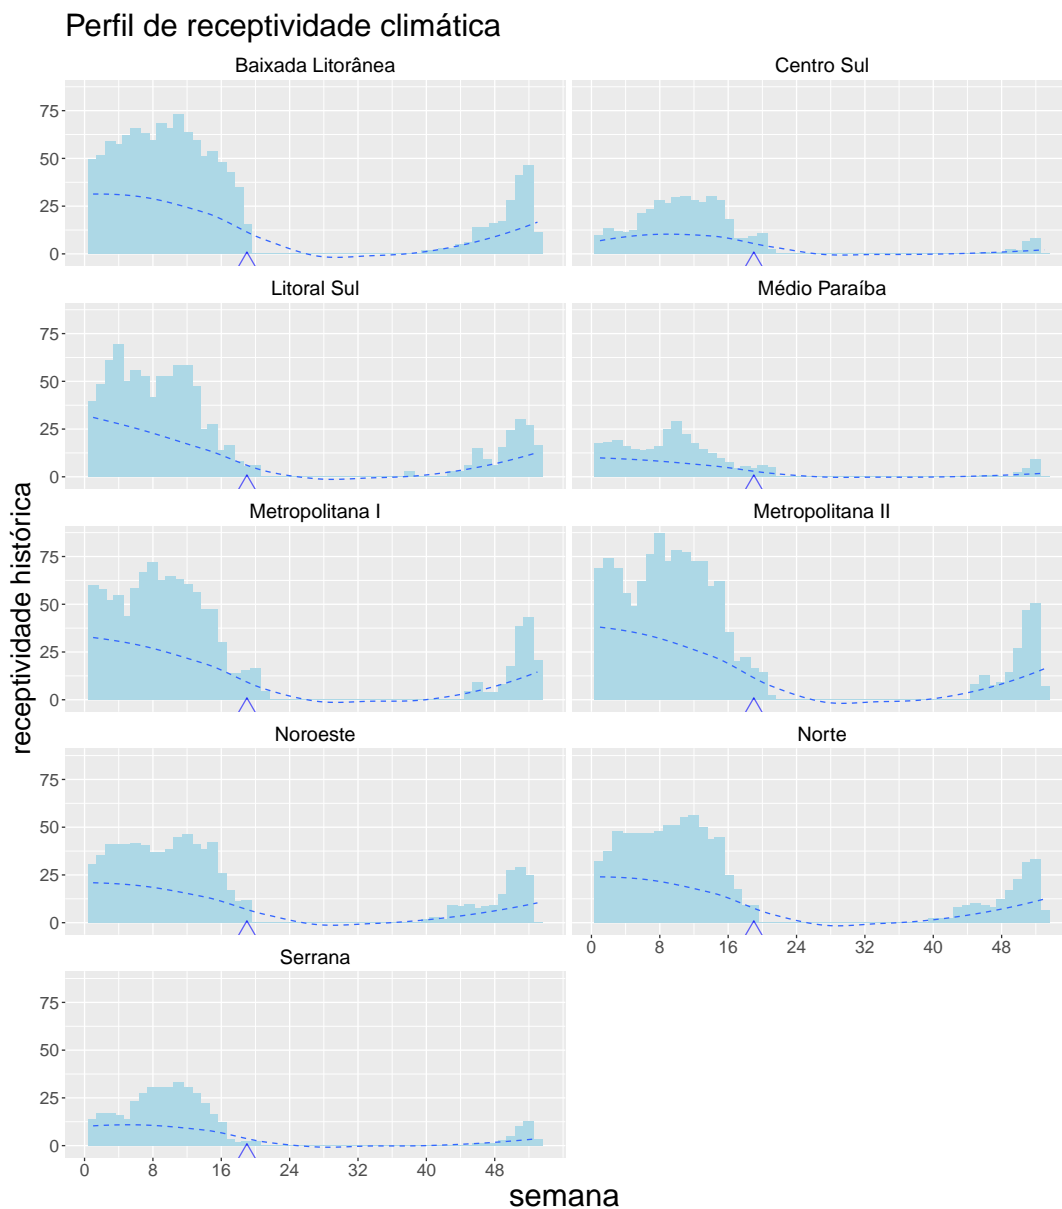 Perfil de receptividade climática
Baixada Litorânea
Centro Sul
75
50
25
0
Litoral Sul
Médio Paraíba
75
50
25
0
Metropolitana I
Metropolitana II
75
50
25
0
Noroeste
Norte
75
50
25
0
0 8 16 24 32 40 48
Serrana
75
50
25
0
0 8 16 24 32 40 48
semana
receptividade histórica